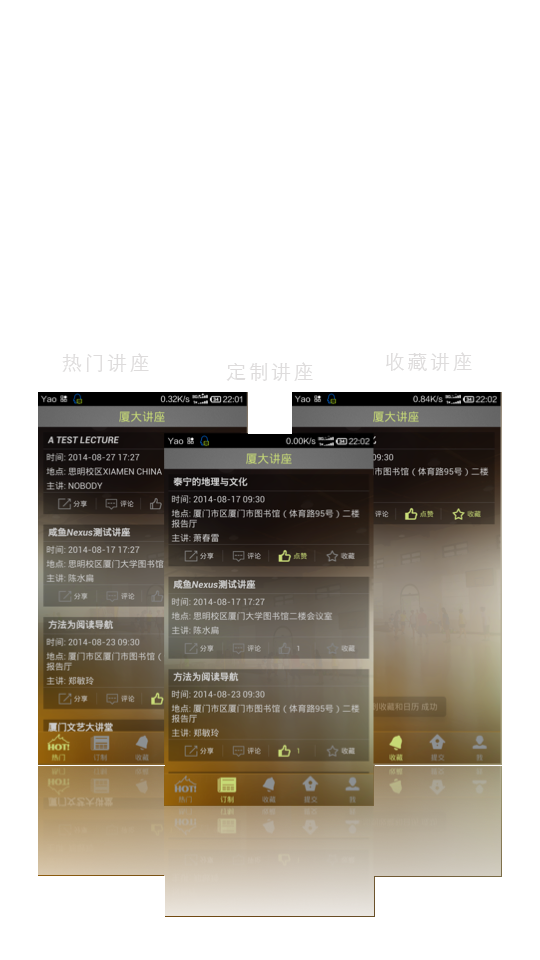 热门讲座
定制讲座
收藏讲座
Yao
0.32K/s
22:01
厦大讲座
A TEST LECTURE
时间: 2014-08-27 17:27
地点: 思明校区XIAMEN CHINA
主讲: NOBODY
分享
评论
咸鱼Nexus测试讲座
时间: 2014-08-17 17:27
地点: 思明校区厦门大学图书馆
主讲: 陈水扁
分享
评论
方法为阅读导航
时间: 2014-08-23 09:30
地点: 厦门市区厦门市图书馆（
报告厅
主讲: 郑敏玲
分享
评论
厦门文艺大讲堂
HOT!
热门
订制
收藏
Yao
0.00K/s
22:02
厦大讲座
泰宁的地理与文化
时间: 2014-08-17 09:30
地点: 厦门市区厦门市图书馆（体育路95号）二楼
报告厅
主讲: 萧春雷
分享
评论
点赞
收藏
咸鱼Nexus测试讲座
时间: 2014-08-17 17:27
地点: 思明校区厦门大学图书馆二楼会议室
主讲: 陈水扁
分享
评论
1
收藏
方法为阅读导航
时间: 2014-08-23 09:30
地点: 厦门市区厦门市图书馆（体育路95号）二楼
报告厅
主讲: 郑敏玲
分享
评论
1
收藏
HOT!
热门
订制
收藏
提交
我
Yao
0.84K/s
22:02
厦大讲座
09:30
市图书馆（体育路95号）二楼
评论
点赞
收藏
收藏和日历 成功
收藏
提交
我